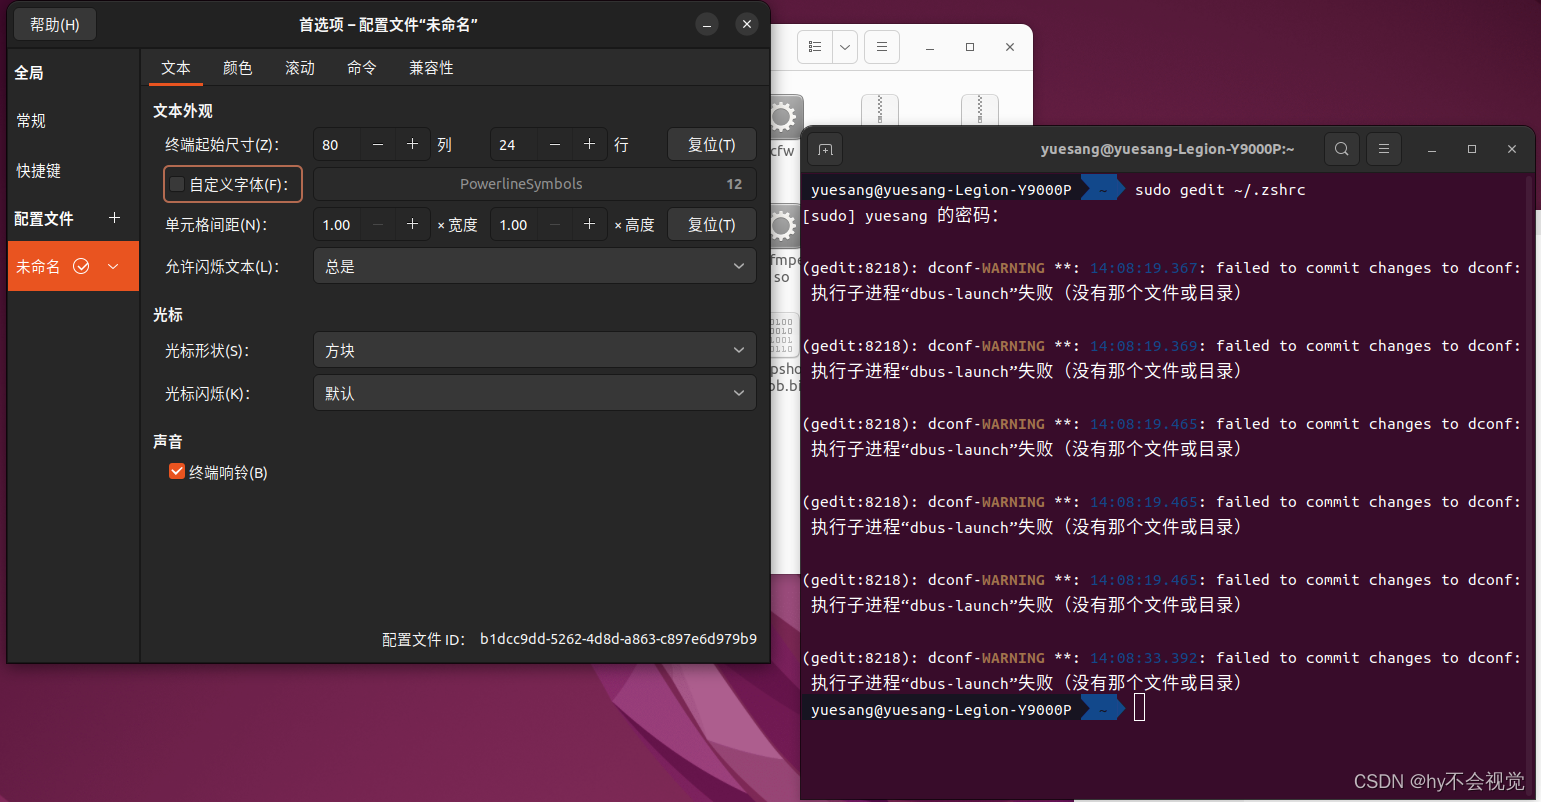 帮助(H)
首选项 – 配置文件“未命名”
全局
常规
快捷键
配置文件
未命名
文本 颜色 滚动 命令 兼容性
文本外观
终端起始尺寸(Z)： 80 列 24 行 复位(T)
自定义字体(F)： PowerlineSymbols 12
单元格间距(N)： 1.00 × 宽度 1.00 × 高度 复位(T)
允许闪烁文本(L)： 总是
光标
光标形状(S)： 方块
光标闪烁(K)： 默认
声音
终端响铃(B)
配置文件 ID： b1dcc9dd-5262-4d8d-a863-c897e6d979b9
cfw
so
yuesang@yuesang-Legion-Y9000P:~
yuesang@yuesang-Legion-Y9000P ~ sudo gedit ~/.zshrc
[sudo] yuesang 的密码：
(gedit:8218): dconf-WARNING **: 14:08:19.367: failed to commit changes to dconf:
执行子进程“dbus-launch”失败（没有那个文件或目录）
(gedit:8218): dconf-WARNING **: 14:08:19.369: failed to commit changes to dconf:
执行子进程“dbus-launch”失败（没有那个文件或目录）
(gedit:8218): dconf-WARNING **: 14:08:19.465: failed to commit changes to dconf:
执行子进程“dbus-launch”失败（没有那个文件或目录）
(gedit:8218): dconf-WARNING **: 14:08:19.465: failed to commit changes to dconf:
执行子进程“dbus-launch”失败（没有那个文件或目录）
(gedit:8218): dconf-WARNING **: 14:08:19.465: failed to commit changes to dconf:
执行子进程“dbus-launch”失败（没有那个文件或目录）
(gedit:8218): dconf-WARNING **: 14:08:33.392: failed to commit changes to dconf:
执行子进程“dbus-launch”失败（没有那个文件或目录）
yuesang@yuesang-Legion-Y9000P ~
CSDN @hy不会视觉